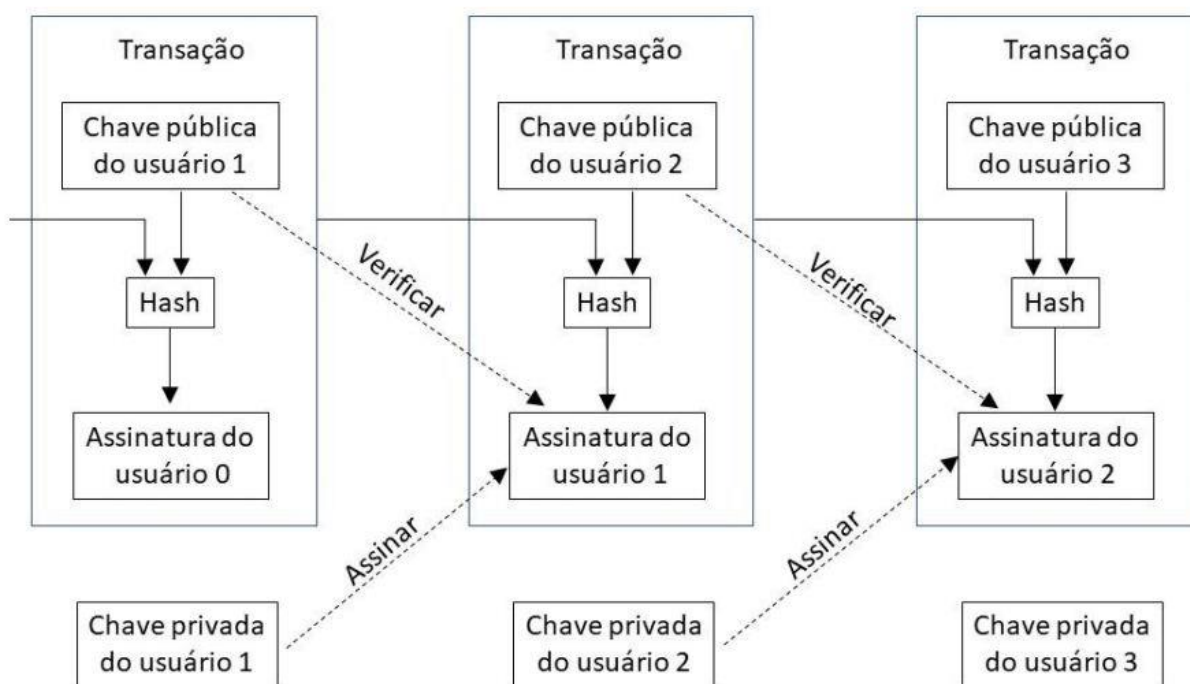 Transação
Chave pública
do usuário 1
Hash
Assinatura do
usuário 0
Chave privada
do usuário 1
Verificar
Assinar
Transação
Chave pública
do usuário 2
Hash
Assinatura do
usuário 1
Chave privada
do usuário 2
Verificar
Assinar
Transação
Chave pública
do usuário 3
Hash
Assinatura do
usuário 2
Chave privada
do usuário 3